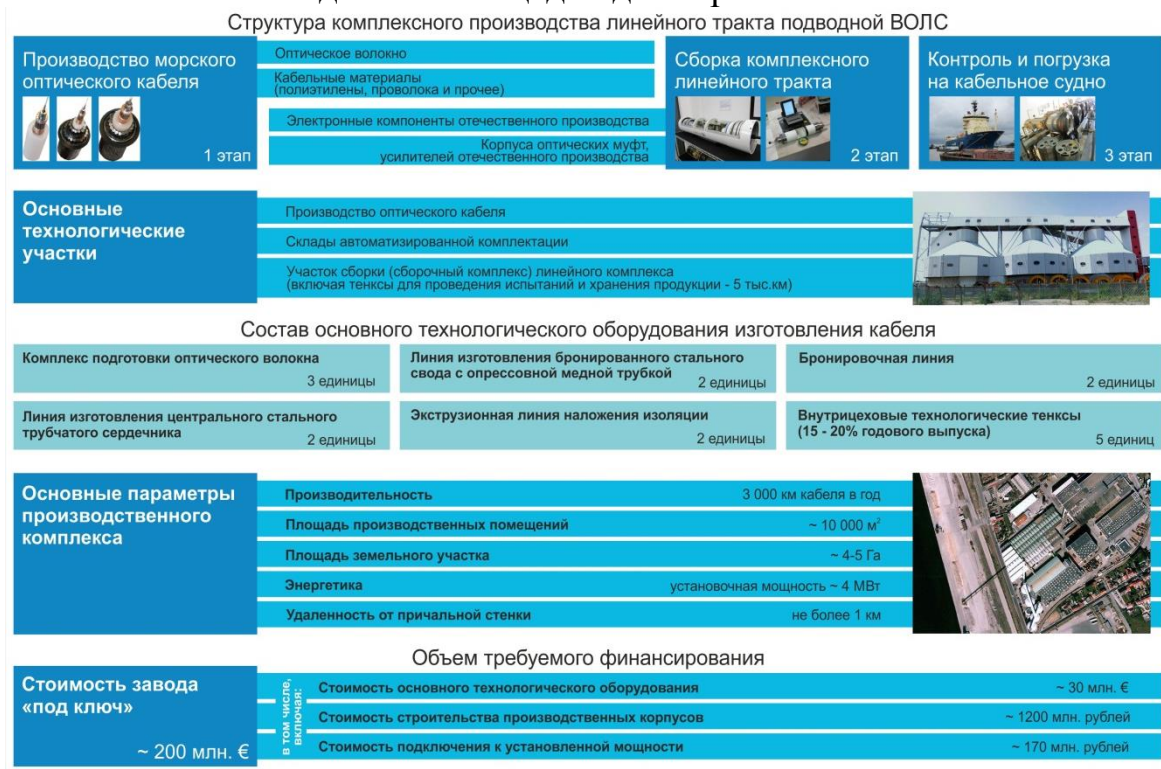 Структура комплексного производства линейного тракта подводной ВОЛС
Производство морского
оптического кабеля
1 этап
Оптическое волокно
Кабельные материалы
(полиэтилены, проволока и прочее)
Электронные компоненты отечественного производства
Корпуса оптических муфт,
усилителей отечественного производства
Сборка комплексного
линейного тракта
2 этап
Контроль и погрузка
на кабельное судно
3 этап
Основные
технологические
участки
Производство оптического кабеля
Склады автоматизированной комплектации
Участок сборки (сборочный комплекс) линейного комплекса
(включая тенксы для проведения испытаний и хранения продукции - 5 тыс.км)
Состав основного технологического оборудования изготовления кабеля
Комплекс подготовки оптического волокна
3 единицы
Линия изготовления бронированного стального
свода с опрессовной медной трубкой
2 единицы
Бронировочная линия
2 единицы
Линия изготовления центрального стального
трубчатого сердечника
2 единицы
Экструзионная линия наложения изоляции
2 единицы
Внутрицеховые технологические тенксы
(15 - 20% годового выпуска)
5 единиц
Основные параметры
производственного
комплекса
Производительность 3 000 км кабеля в год
Площадь производственных помещений ~ 10 000 м²
Площадь земельного участка ~ 4-5 Га
Энергетика установочная мощность ~ 4 МВт
Удаленность от причальной стенки не более 1 км
Объем требуемого финансирования
Стоимость завода
«под ключ»
~ 200 млн. €
в том числе,
включая:
Стоимость основного технологического оборудования ~ 30 млн. €
Стоимость строительства производственных корпусов ~ 1200 млн. рублей
Стоимость подключения к установленной мощности ~ 170 млн. рублей